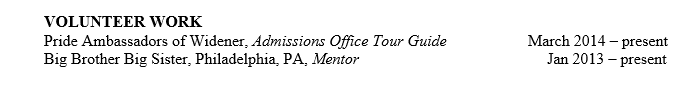 VOLUNTEER WORK
Pride Ambassadors of Widener, Admissions Office Tour Guide March 2014 – present
Big Brother Big Sister, Philadelphia, PA, Mentor Jan 2013 – present